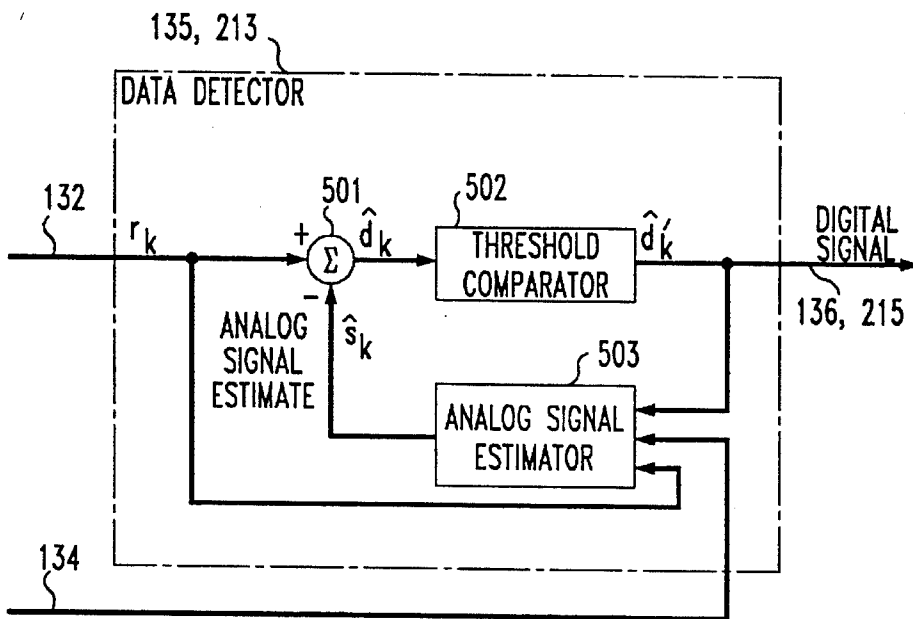 135, 213
DATA DETECTOR
132
r_k
+
501
Σ
d̂_k
502
THRESHOLD
COMPARATOR
d̂′_k
DIGITAL
SIGNAL
136, 215
−
ŝ_k
ANALOG
SIGNAL
ESTIMATE
503
ANALOG SIGNAL
ESTIMATOR
134